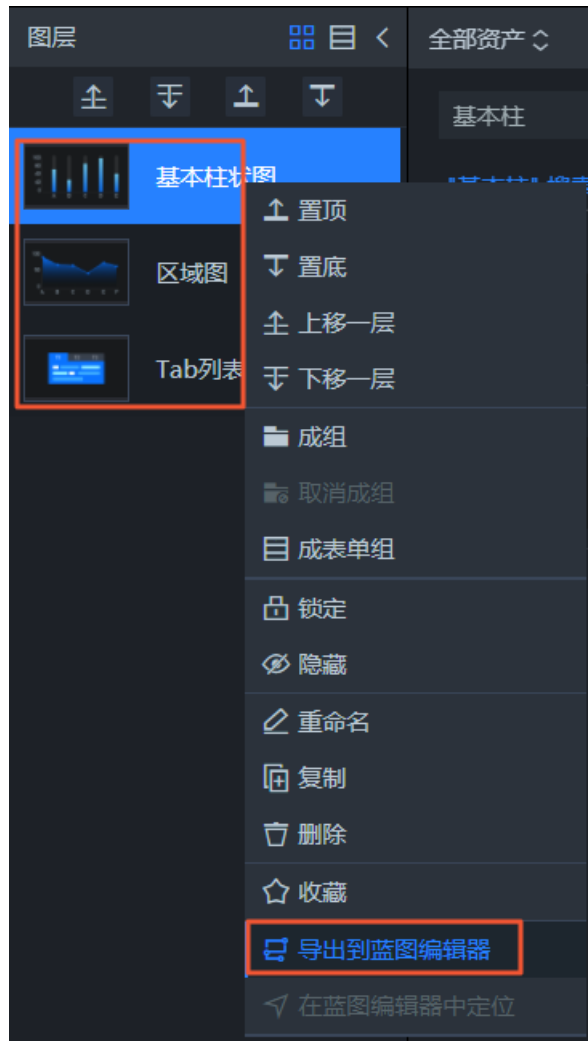 图层
全部资产
基本柱
基本柱状图
置顶
区域图
置底
上移一层
Tab列表
下移一层
成组
取消成组
成表单组
锁定
隐藏
重命名
复制
删除
收藏
导出到蓝图编辑器
在蓝图编辑器中定位